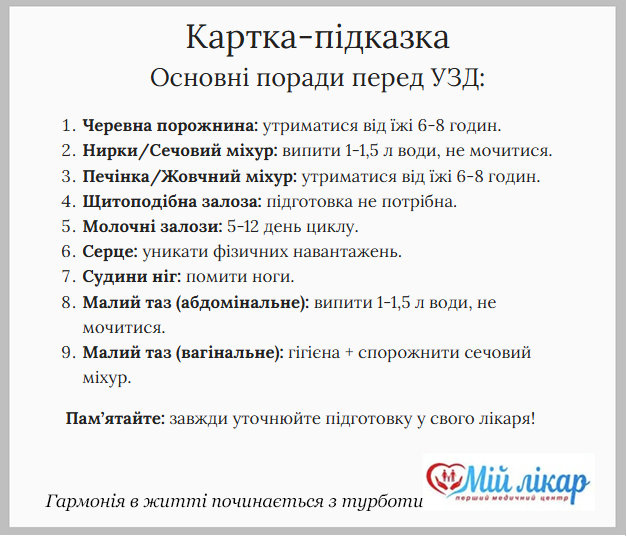 Картка-підказка
Основні поради перед УЗД:
1. Черевна порожнина: утриматися від їжі 6-8 годин.
2. Нирки/Сечовий міхур: випити 1-1,5 л води, не мочитися.
3. Печінка/Жовчний міхур: утриматися від їжі 6-8 годин.
4. Щитоподібна залоза: підготовка не потрібна.
5. Молочні залози: 5-12 день циклу.
6. Серце: уникати фізичних навантажень.
7. Судини ніг: помити ноги.
8. Малий таз (абдомінальне): випити 1-1,5 л води, не
мочитися.
9. Малий таз (вагінальне): гігієна + спорожнити сечовий
міхур.
Пам’ятайте: завжди уточнюйте підготовку у свого лікаря!
Мій лікар
перший медичний центр
Гармонія в житті починається з турботи